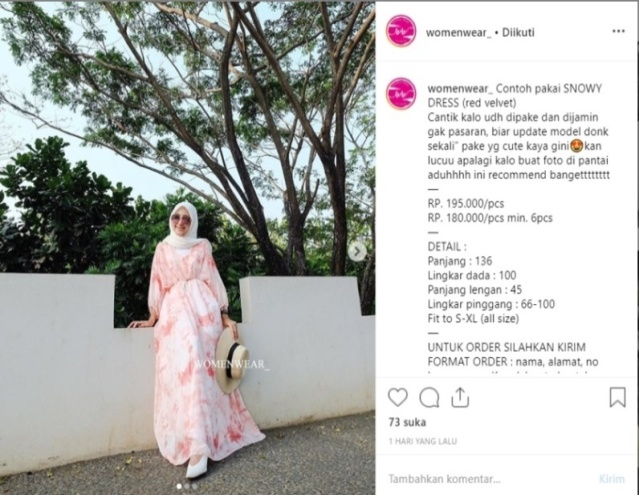 womenwear_ • Diikuti
womenwear_ Contoh pakai SNOWY
DRESS (red velvet)
Cantik kalo udh dipake dan dijamin
gak pasaran, biar update model donk
sekali" pake yg cute kaya gini😍kan
lucuu apalagi kalo buat foto di pantai
aduhhhh ini recommend bangetttttttt
—
RP. 195.000/pcs
RP. 180.000/pcs min. 6pcs
—
DETAIL :
Panjang : 136
Lingkar dada : 100
Panjang lengan : 45
Lingkar pinggang : 66-100
Fit to S-XL (all size)
—
UNTUK ORDER SILAHKAN KIRIM
FORMAT ORDER : nama, alamat, no
WOMENWEAR_
73 suka
1 HARI YANG LALU
Tambahkan komentar...
Kirim